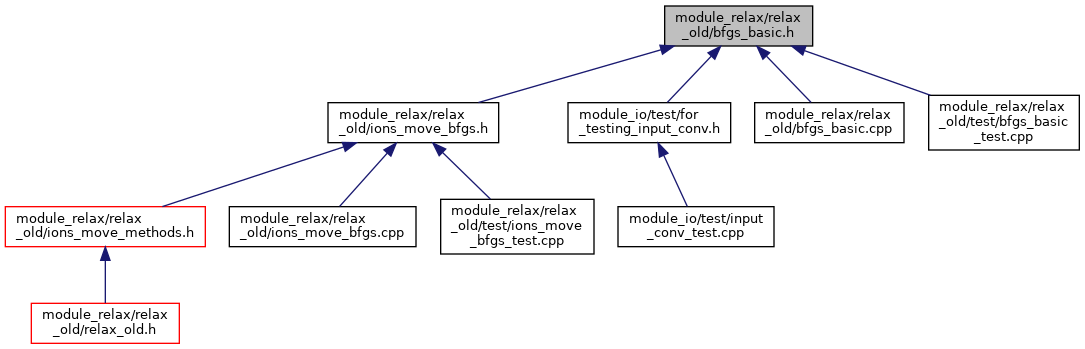 module_relax/relax
_old/bfgs_basic.h
module_relax/relax
_old/ions_move_bfgs.h
module_io/test/for
_testing_input_conv.h
module_relax/relax
_old/bfgs_basic.cpp
module_relax/relax
_old/test/bfgs_basic
_test.cpp
module_relax/relax
_old/ions_move_methods.h
module_relax/relax
_old/ions_move_bfgs.cpp
module_relax/relax
_old/test/ions_move
_bfgs_test.cpp
module_io/test/input
_conv_test.cpp
module_relax/relax
_old/relax_old.h